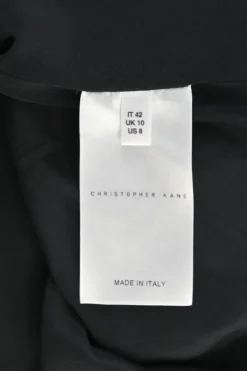 IT 42
UK 10
US 8
CHRISTOPHER KANE
MADE IN ITALY